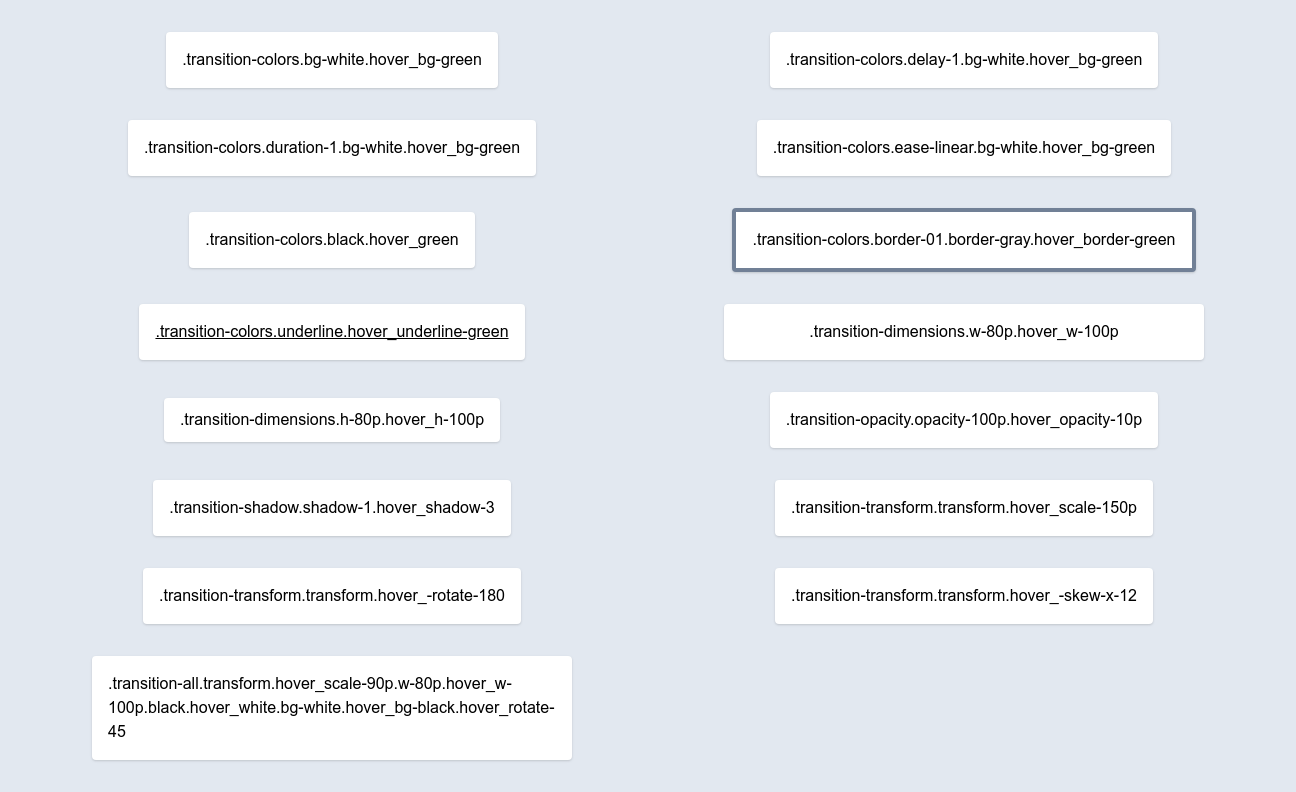 .transition-colors.bg-white.hover_bg-green
.transition-colors.delay-1.bg-white.hover_bg-green
.transition-colors.duration-1.bg-white.hover_bg-green
.transition-colors.ease-linear.bg-white.hover_bg-green
.transition-colors.black.hover_green
.transition-colors.border-01.border-gray.hover_border-green
.transition-colors.underline.hover_underline-green
.transition-dimensions.w-80p.hover_w-100p
.transition-dimensions.h-80p.hover_h-100p
.transition-opacity.opacity-100p.hover_opacity-10p
.transition-shadow.shadow-1.hover_shadow-3
.transition-transform.transform.hover_scale-150p
.transition-transform.transform.hover_-rotate-180
.transition-transform.transform.hover_-skew-x-12
.transition-all.transform.hover_scale-90p.w-80p.hover_w-
100p.black.hover_white.bg-white.hover_bg-black.hover_rotate-
45